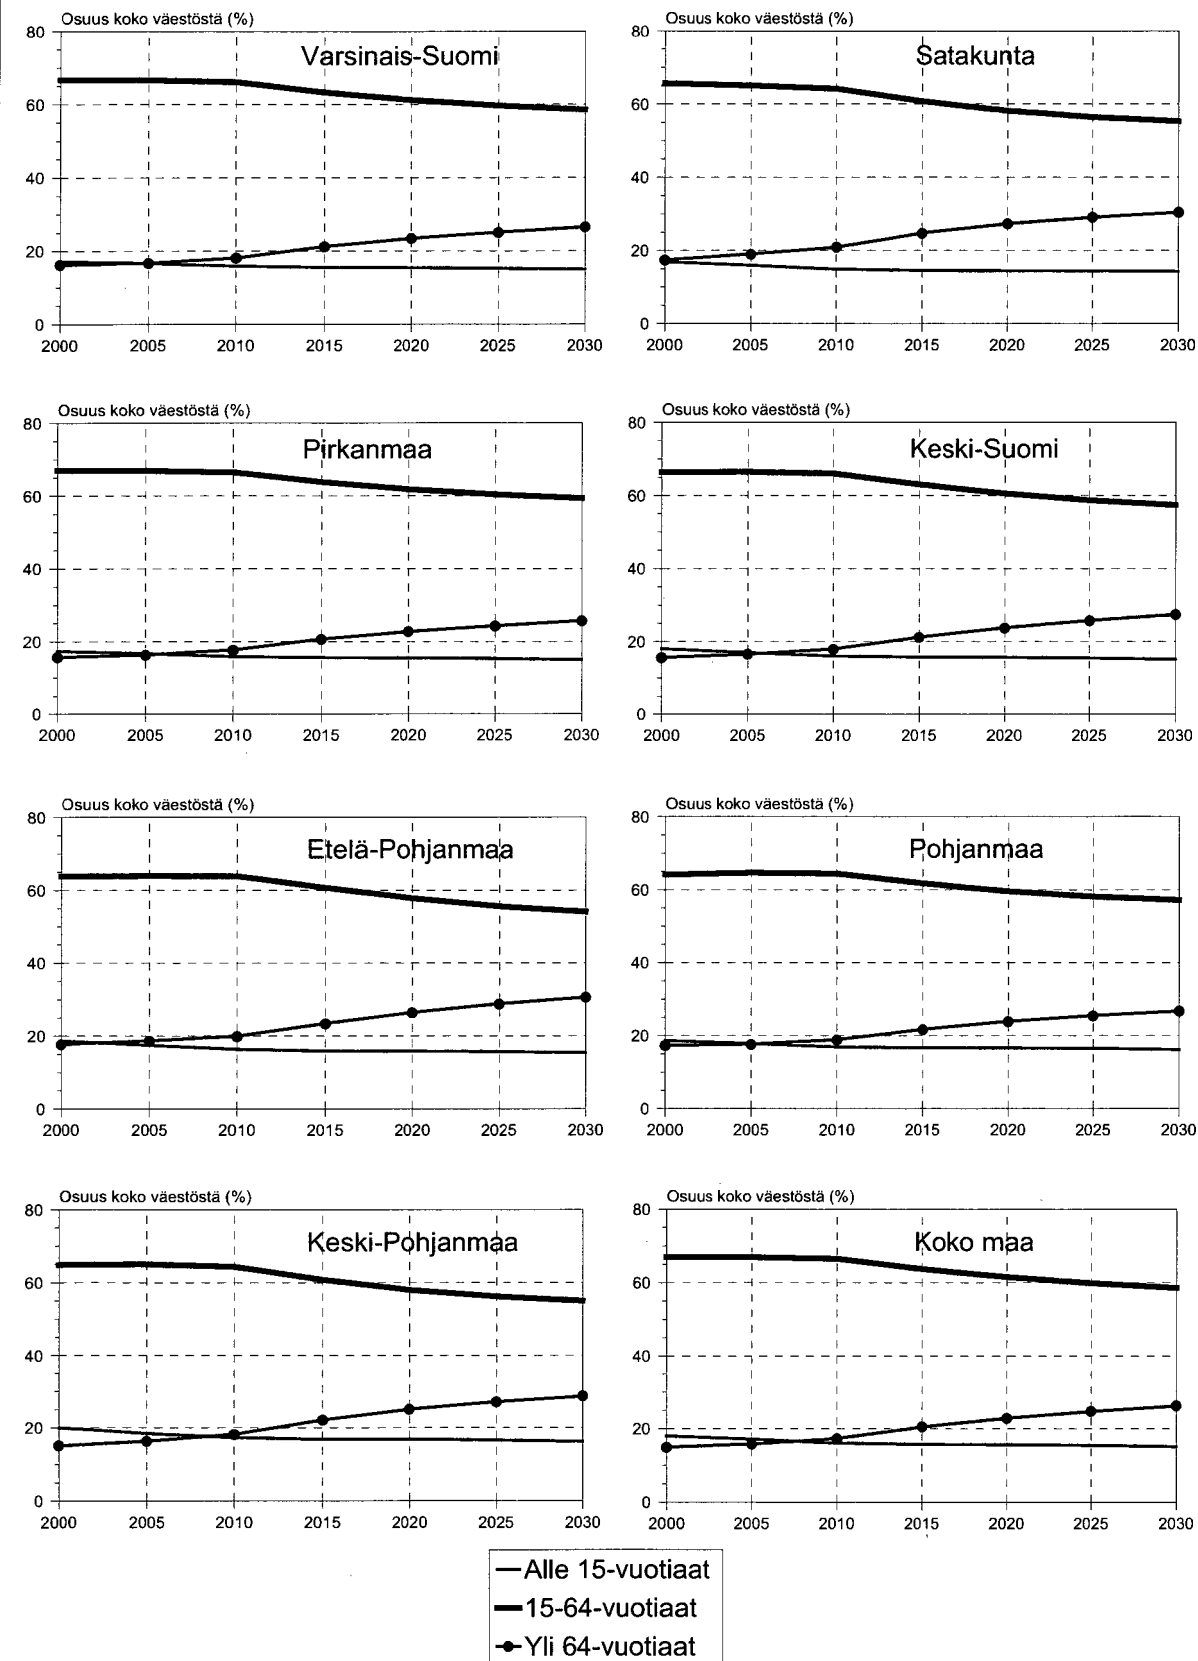 Osuus koko väestöstä (%)
Varsinais-Suomi
80
60
40
20
0
2000 2005 2010 2015 2020 2025 2030
Osuus koko väestöstä (%)
Satakunta
80
60
40
20
0
2000 2005 2010 2015 2020 2025 2030
Osuus koko väestöstä (%)
Pirkanmaa
80
60
40
20
0
2000 2005 2010 2015 2020 2025 2030
Osuus koko väestöstä (%)
Keski-Suomi
80
60
40
20
0
2000 2005 2010 2015 2020 2025 2030
Osuus koko väestöstä (%)
Etelä-Pohjanmaa
80
60
40
20
0
2000 2005 2010 2015 2020 2025 2030
Osuus koko väestöstä (%)
Pohjanmaa
80
60
40
20
0
2000 2005 2010 2015 2020 2025 2030
Osuus koko väestöstä (%)
Keski-Pohjanmaa
80
60
40
20
0
2000 2005 2010 2015 2020 2025 2030
Osuus koko väestöstä (%)
Koko maa
80
60
40
20
0
2000 2005 2010 2015 2020 2025 2030
Alle 15-vuotiaat
15-64-vuotiaat
Yli 64-vuotiaat